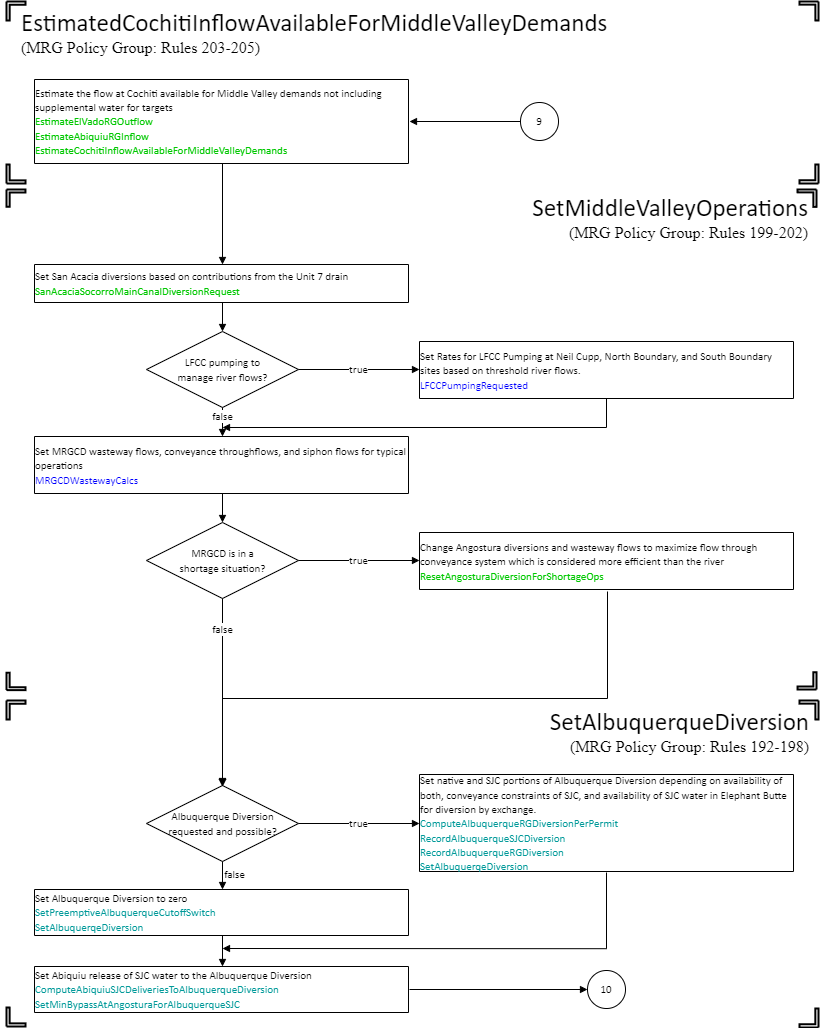 EstimatedCochitiInflowAvailableForMiddleValleyDemands
(MRG Policy Group: Rules 203-205)
Estimate the flow at Cochiti available for Middle Valley demands not including
supplemental water for targets
EstimateElVadoRGOutflow
EstimateAbiquiuRGInflow
EstimateCochitiInflowAvailableForMiddleValleyDemands
9
SetMiddleValleyOperations
(MRG Policy Group: Rules 199-202)
Set San Acacia diversions based on contributions from the Unit 7 drain
SanAcaciaSocorroMainCanalDiversionRequest
LFCC pumping to
manage river flows?
true
Set Rates for LFCC Pumping at Neil Cupp, North Boundary, and South Boundary
sites based on threshold river flows.
LFCCPumpingRequested
false
Set MRGCD wasteway flows, conveyance throughflows, and siphon flows for typical
operations
MRGCDWastewayCalcs
MRGCD is in a
shortage situation?
true
Change Angostura diversions and wasteway flows to maximize flow through
conveyance system which is considered more efficient than the river
ResetAngosturaDiversionForShortageOps
false
SetAlbuquerqueDiversion
(MRG Policy Group: Rules 192-198)
Albuquerque Diversion
requested and possible?
true
Set native and SJC portions of Albuquerque Diversion depending on availability of
both, conveyance constraints of SJC, and availability of SJC water in Elephant Butte
for diversion by exchange.
ComputeAlbuquerqueRGDiversionPerPermit
RecordAlbuquerqueSJCDiversion
RecordAlbuquerqueRGDiversion
SetAlbuquerqeDiversion
false
Set Albuquerque Diversion to zero
SetPreemptiveAlbuquerqueCutoffSwitch
SetAlbuquerqeDiversion
Set Abiquiu release of SJC water to the Albuquerque Diversion
ComputeAbiquiuSJCDeliveriesToAlbuquerqueDiversion
SetMinBypassAtAngosturaForAlbuquerqueSJC
10